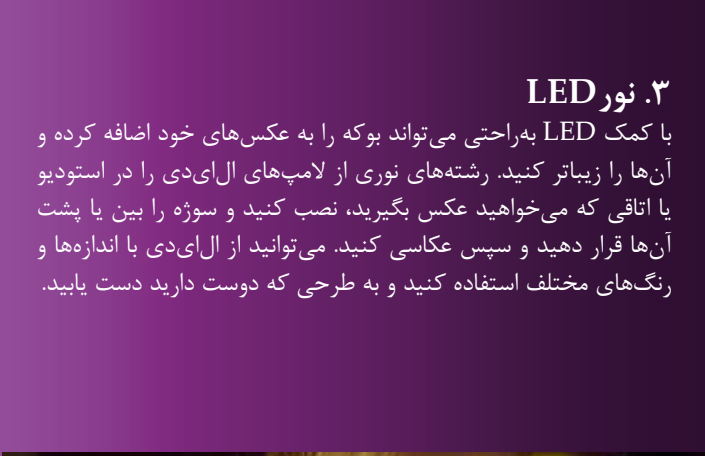 ۳. نور LED
با کمک LED به‌راحتی می‌تواند بوکه را به عکس‌های خود اضافه کرده و
آن‌ها را زیباتر کنید. رشته‌های نوری از لامپ‌های ال‌ای‌دی را در استودیو
یا اتاقی که می‌خواهید عکس بگیرید، نصب کنید و سوژه را بین یا پشت
آن‌ها قرار دهید و سپس عکاسی کنید. می‌توانید از ال‌ای‌دی با اندازه‌ها و
رنگ‌های مختلف استفاده کنید و به طرحی که دوست دارید دست یابید.